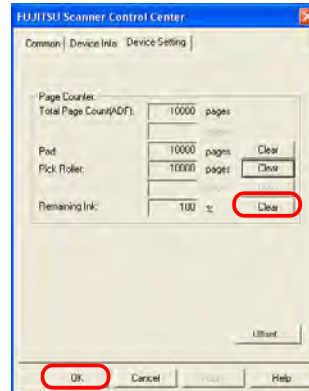 FUJITSU Scanner Control Center
Common Device Info Device Setting
Page Counter:
Total Page Count(ADF): 10000 pages
Pad: 10000 pages Clear
Pick Roller: 10000 pages Clear
Remaining Ink: 100 % Clear
Offset...
OK Cancel Help